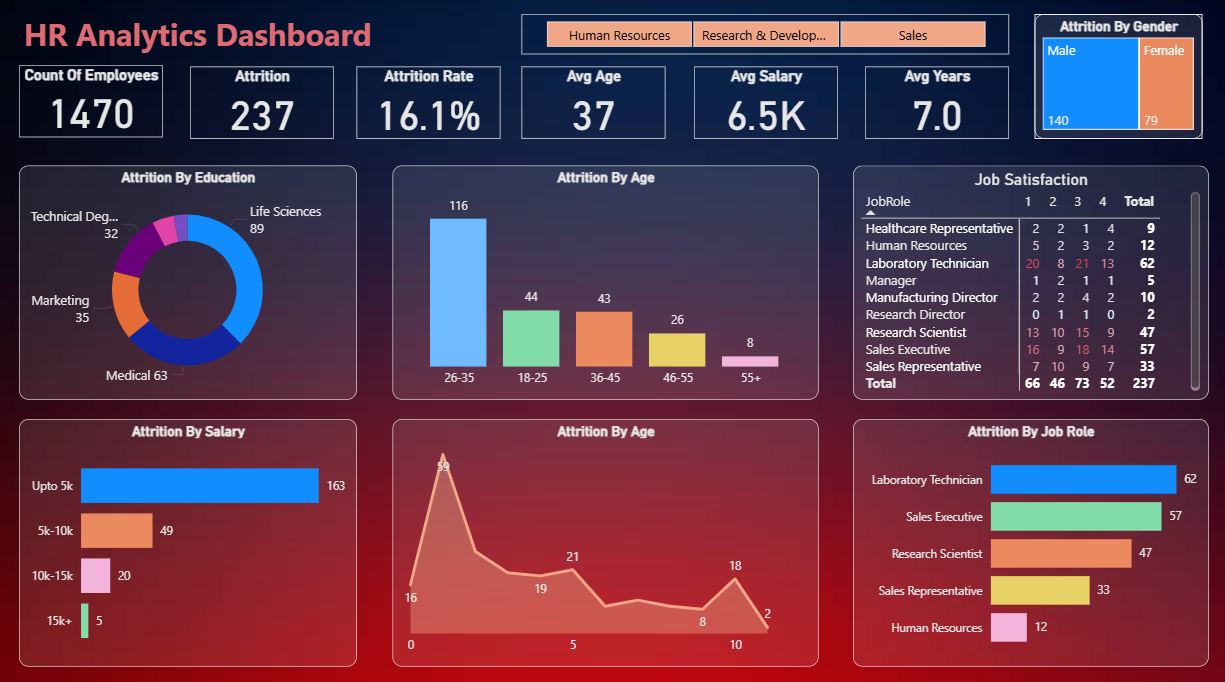 HR Analytics Dashboard
Human Resources
Research & Develop...
Sales
Attrition By Gender
Male
Female
140
79
Count Of Employees
1470
Attrition
237
Attrition Rate
16.1%
Avg Age
37
Avg Salary
6.5K
Avg Years
7.0
Attrition By Education
Life Sciences
89
Technical Deg...
32
Marketing
35
Medical 63
Attrition By Age
116
44
43
26
8
26-35
18-25
36-45
46-55
55+
Job Satisfaction
JobRole 1 2 3 4 Total
Healthcare Representative 2 2 1 4 9
Human Resources 5 2 3 2 12
Laboratory Technician 20 8 21 13 62
Manager 1 2 1 1 5
Manufacturing Director 2 2 4 2 10
Research Director 0 1 1 0 2
Research Scientist 13 10 15 9 47
Sales Executive 16 9 18 14 57
Sales Representative 7 10 9 7 33
Total 66 46 73 52 237
Attrition By Salary
Upto 5k 163
5k-10k 49
10k-15k 20
15k+ 5
Attrition By Age
59
16
19
21
8
18
2
0
5
10
Attrition By Job Role
Laboratory Technician 62
Sales Executive 57
Research Scientist 47
Sales Representative 33
Human Resources 12